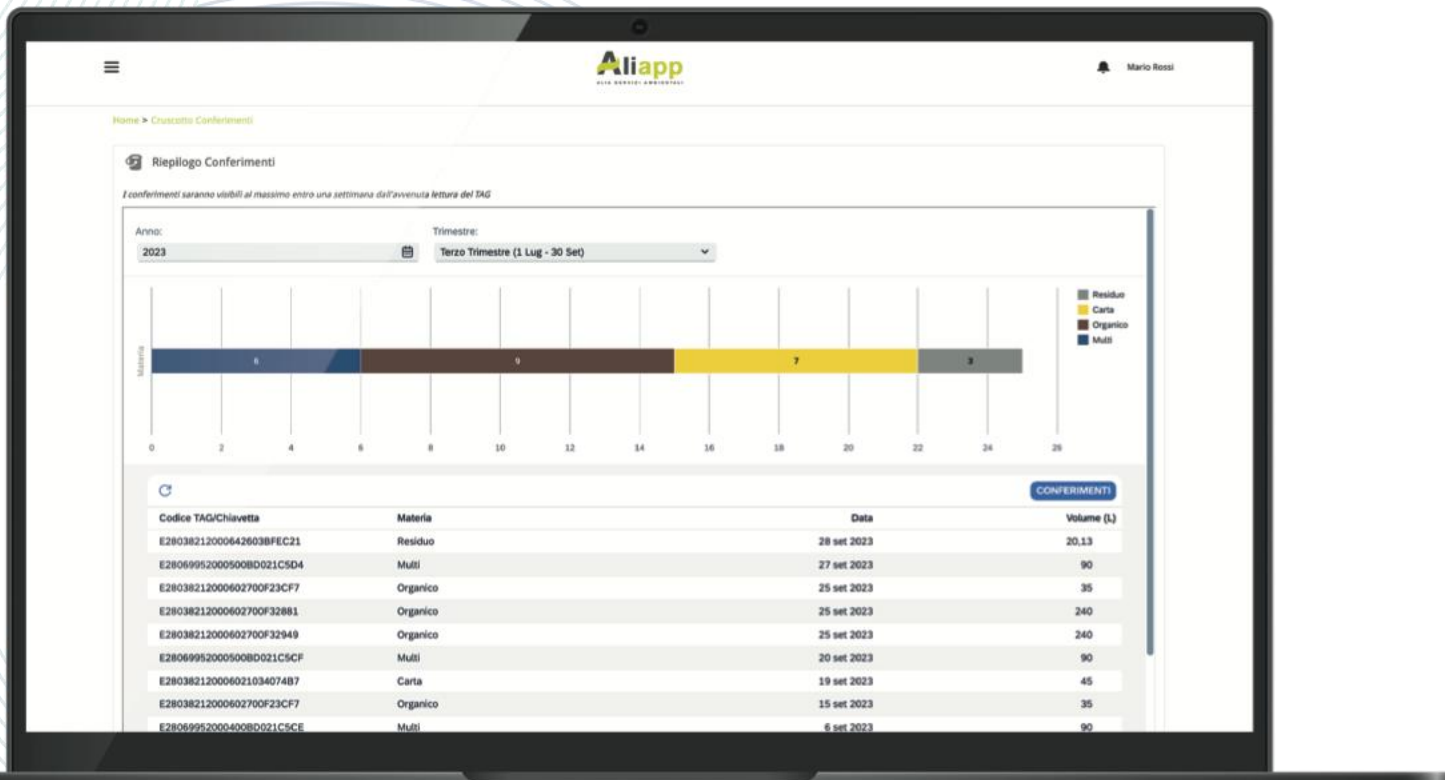 Aliapp
ALIA SERVIZI AMBIENTALI
Mario Rossi
Home > Cruscotto Conferimenti
Riepilogo Conferimenti
I conferimenti saranno visibili al massimo entro una settimana dall'avvenuta lettura del TAG
Anno: Trimestre:
2023 Terzo Trimestre (1 Lug - 30 Set)
Residuo
Carta
Organico
Multi
Materia
6 9 7 3
0 2 4 6 8 10 12 14 16 18 20 22 24 26
CONFERIMENTI
Codice TAG/Chiavetta Materia Data Volume (L)
E28038212000642603BFEC21 Residuo 28 set 2023 20,13
E28069952000500BD021C5D4 Multi 27 set 2023 90
E28038212000602700F23CF7 Organico 25 set 2023 35
E28038212000602700F32881 Organico 25 set 2023 240
E28038212000602700F32949 Organico 25 set 2023 240
E28069952000500BD021C5CF Multi 20 set 2023 90
E280382120006021034074B7 Carta 19 set 2023 45
E28038212000602700F23CF7 Organico 15 set 2023 35
E28069952000400BD021C5CE Multi 6 set 2023 90